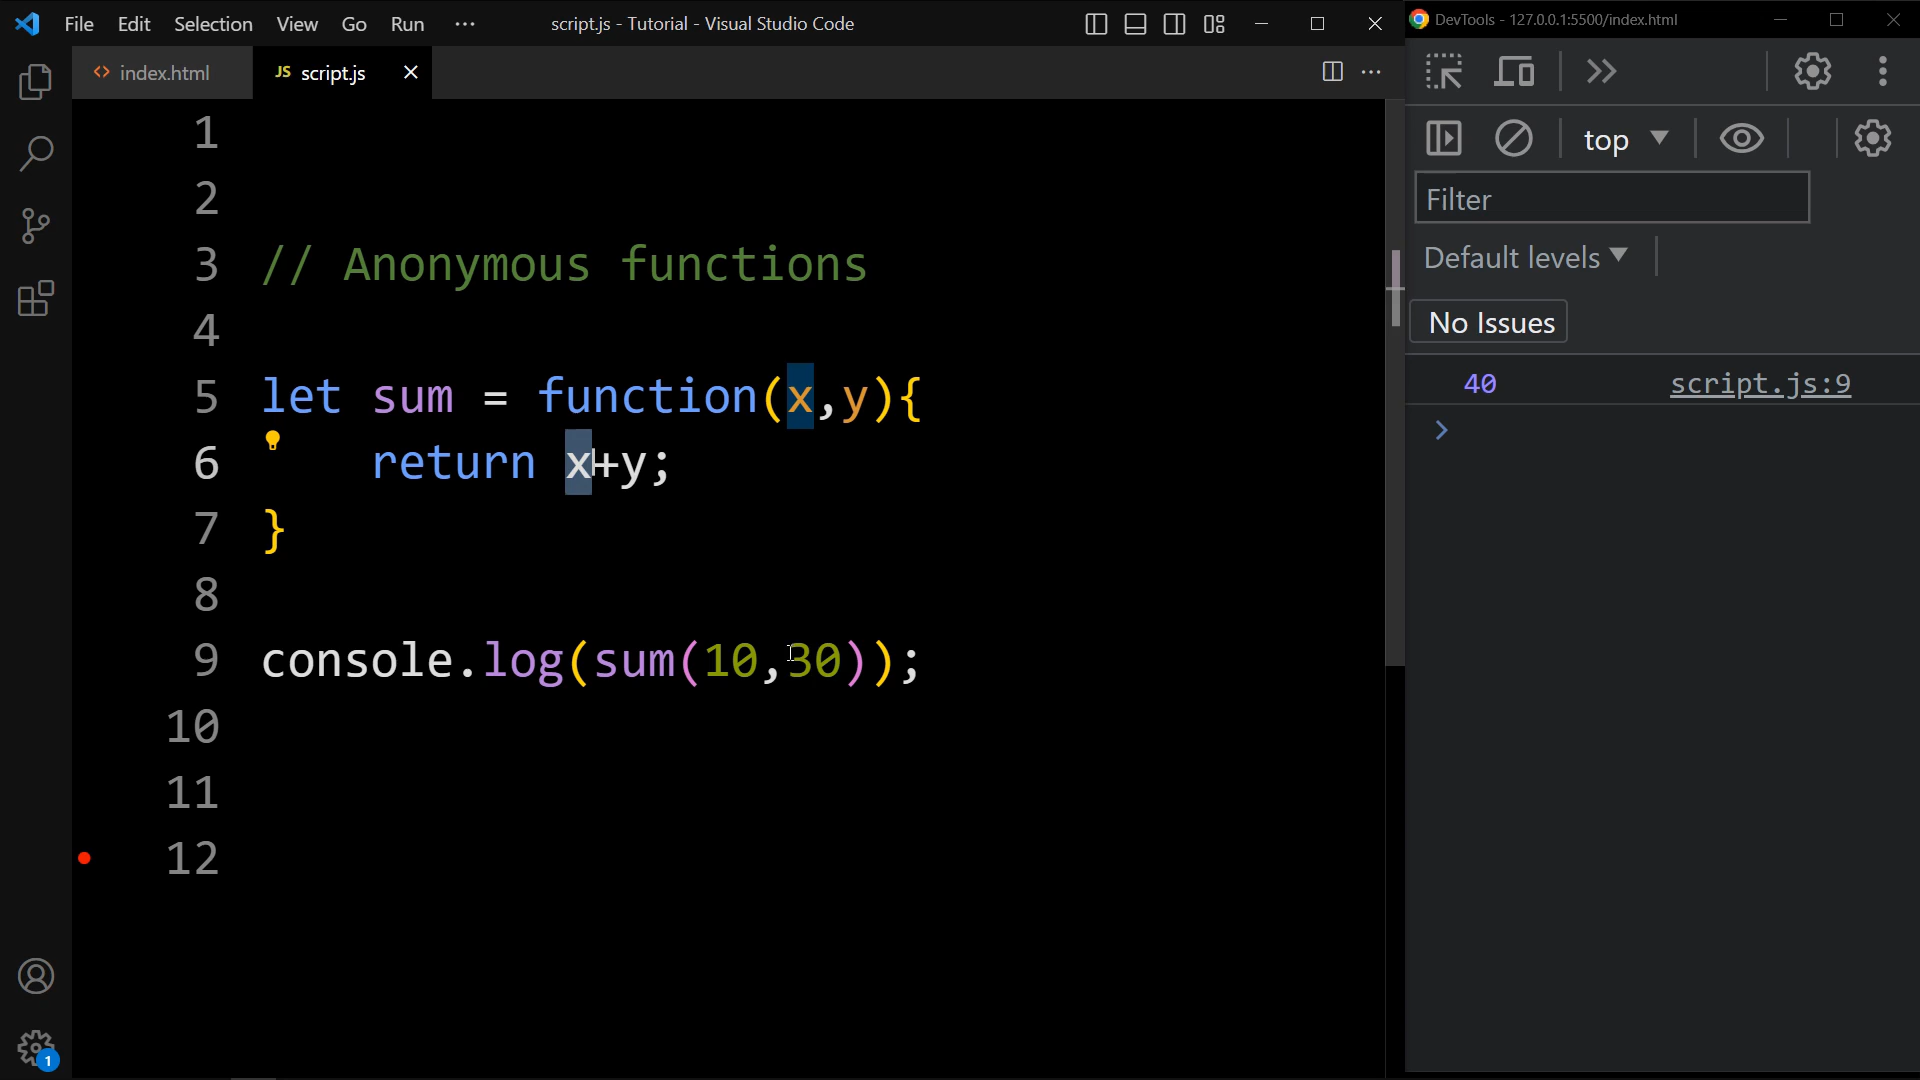 File Edit Selection View Go Run ··· script.js - Tutorial - Visual Studio Code
index.html JS script.js
1
2
3 // Anonymous functions
4
5 let sum = function(x,y){
6 return x+y;
7 }
8
9 console.log(sum(10,30));
10
11
12
1
DevTools - 127.0.0.1:5500/index.html
top
Filter
Default levels
No Issues
40 script.js:9